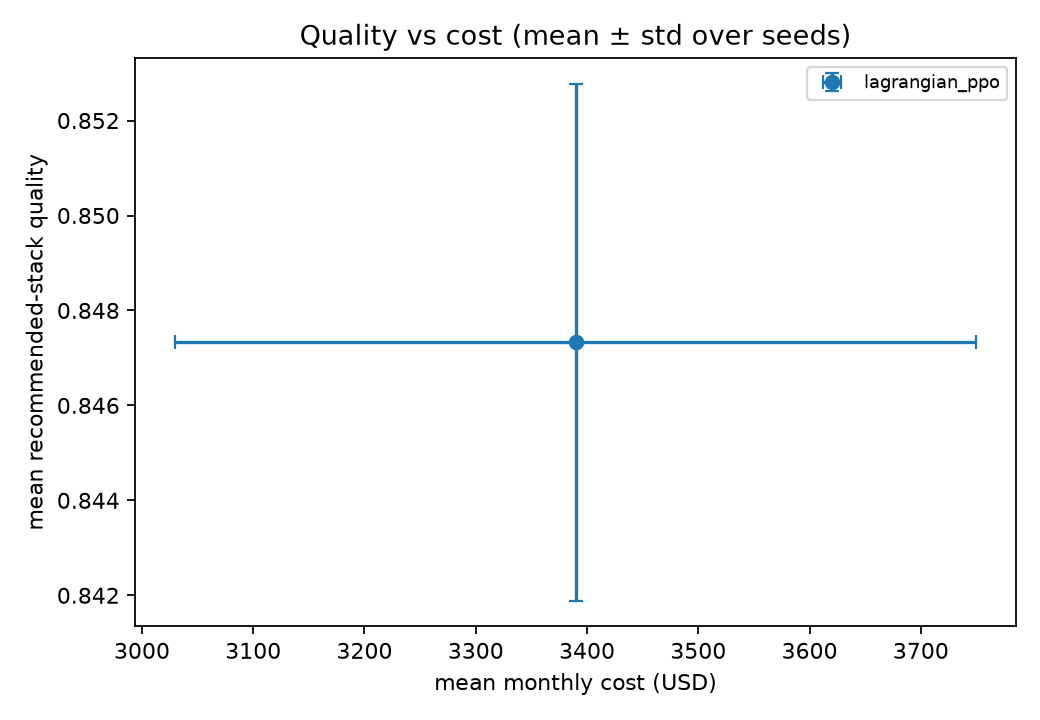 Quality vs cost (mean ± std over seeds)
lagrangian_ppo
mean recommended-stack quality
0.852
0.850
0.848
0.846
0.844
0.842
3000 3100 3200 3300 3400 3500 3600 3700
mean monthly cost (USD)